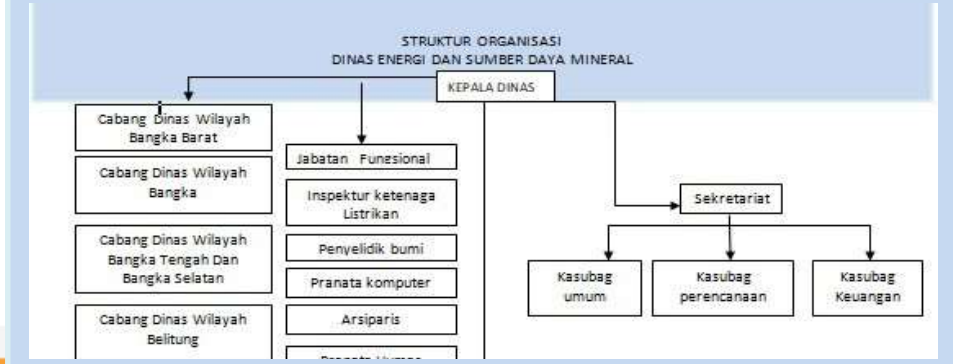 STRUKTUR ORGANISASI
DINAS ENERGI DAN SUMBER DAYA MINERAL
KEPALA DINAS
Cabang Dinas Wilayah
Bangka Barat
Cabang Dinas Wilayah
Bangka
Cabang Dinas Wilayah
Bangka Tengah Dan
Bangka Selatan
Cabang Dinas Wilayah
Belitung
Jabatan Fungsional
Inspektur ketenaga
Listrikan
Penyelidik bumi
Pranata komputer
Arsiparis
Sekretariat
Kasubag
umum
Kasubag
perencanaan
Kasubag
Keuangan